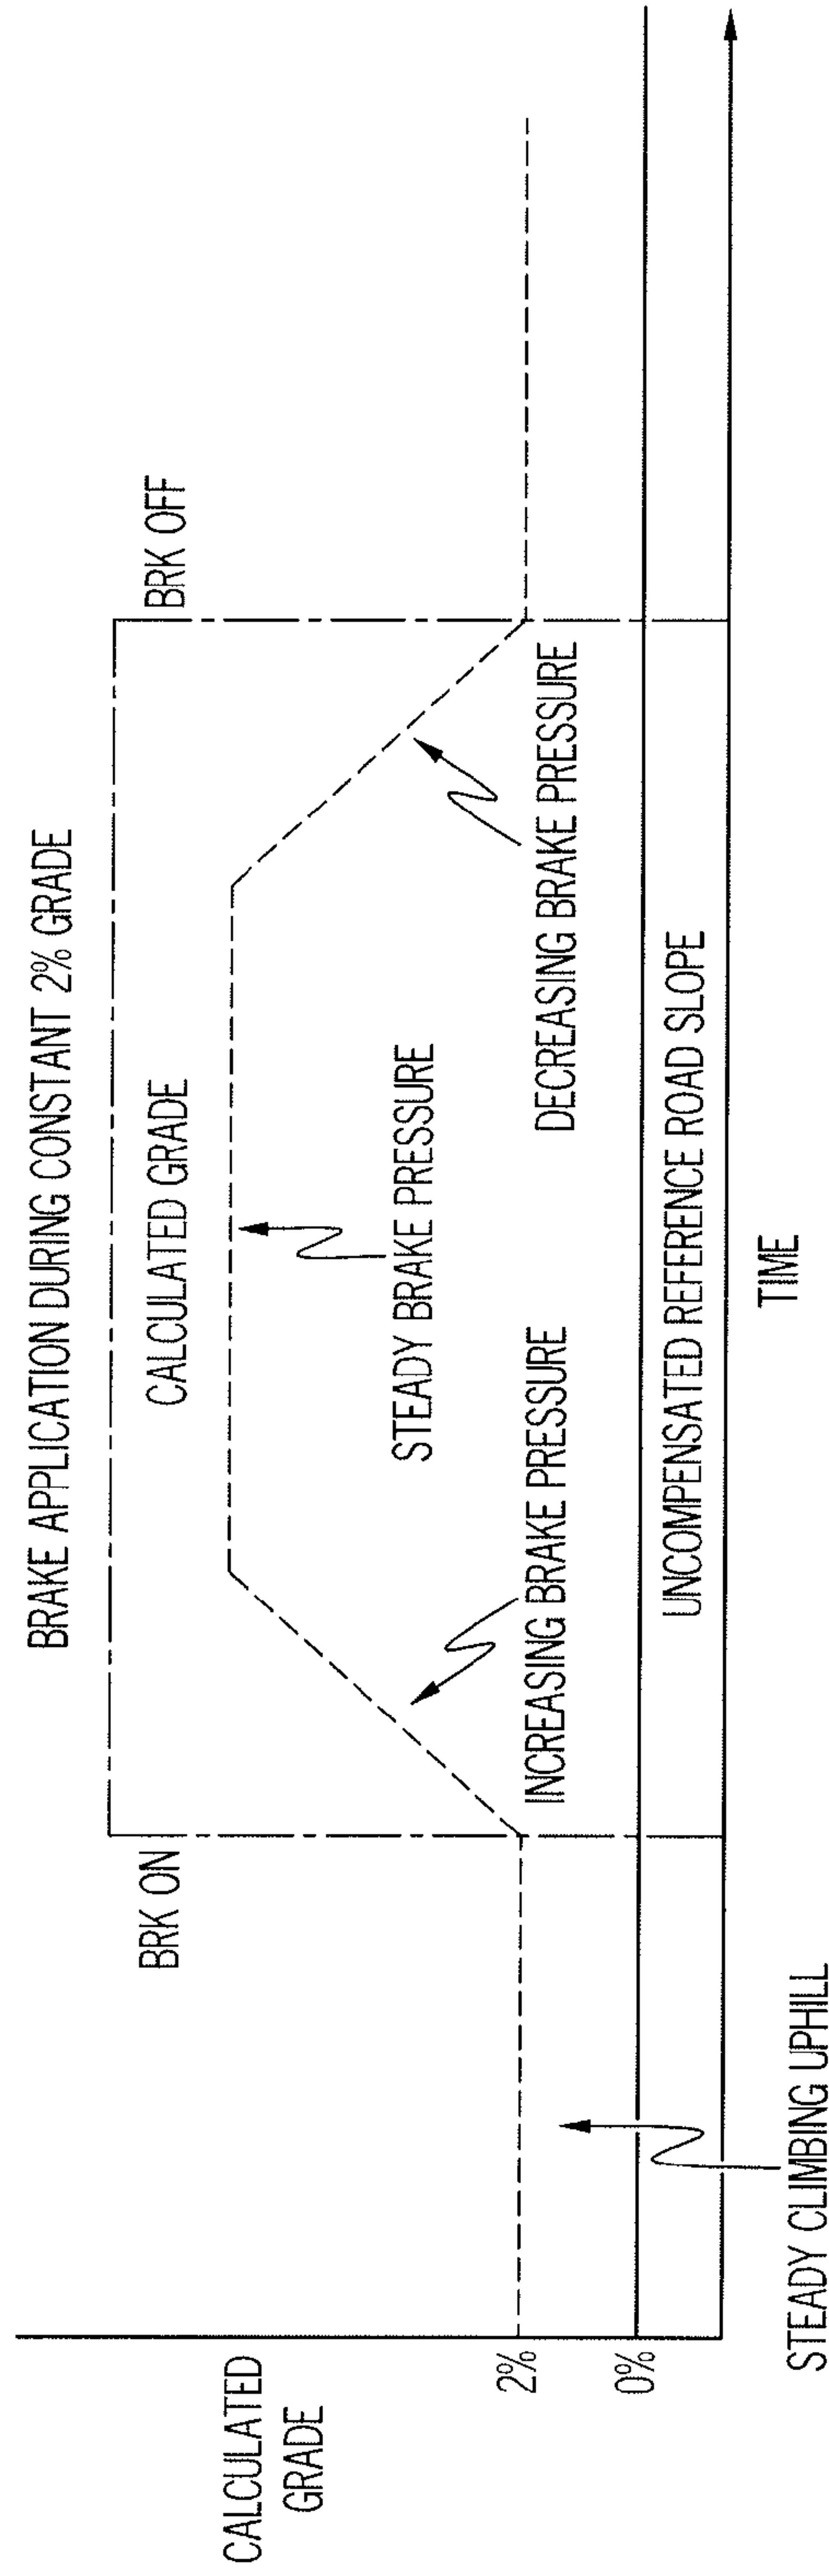 BRAKE APPLICATION DURING CONSTANT 2% GRADE
BRK ON
CALCULATED GRADE
BRK OFF
CALCULATED
GRADE
STEADY BRAKE PRESSURE
INCREASING BRAKE PRESSURE
DECREASING BRAKE PRESSURE
2%
0%
UNCOMPENSATED REFERENCE ROAD SLOPE
TIME
STEADY CLIMBING UPHILL